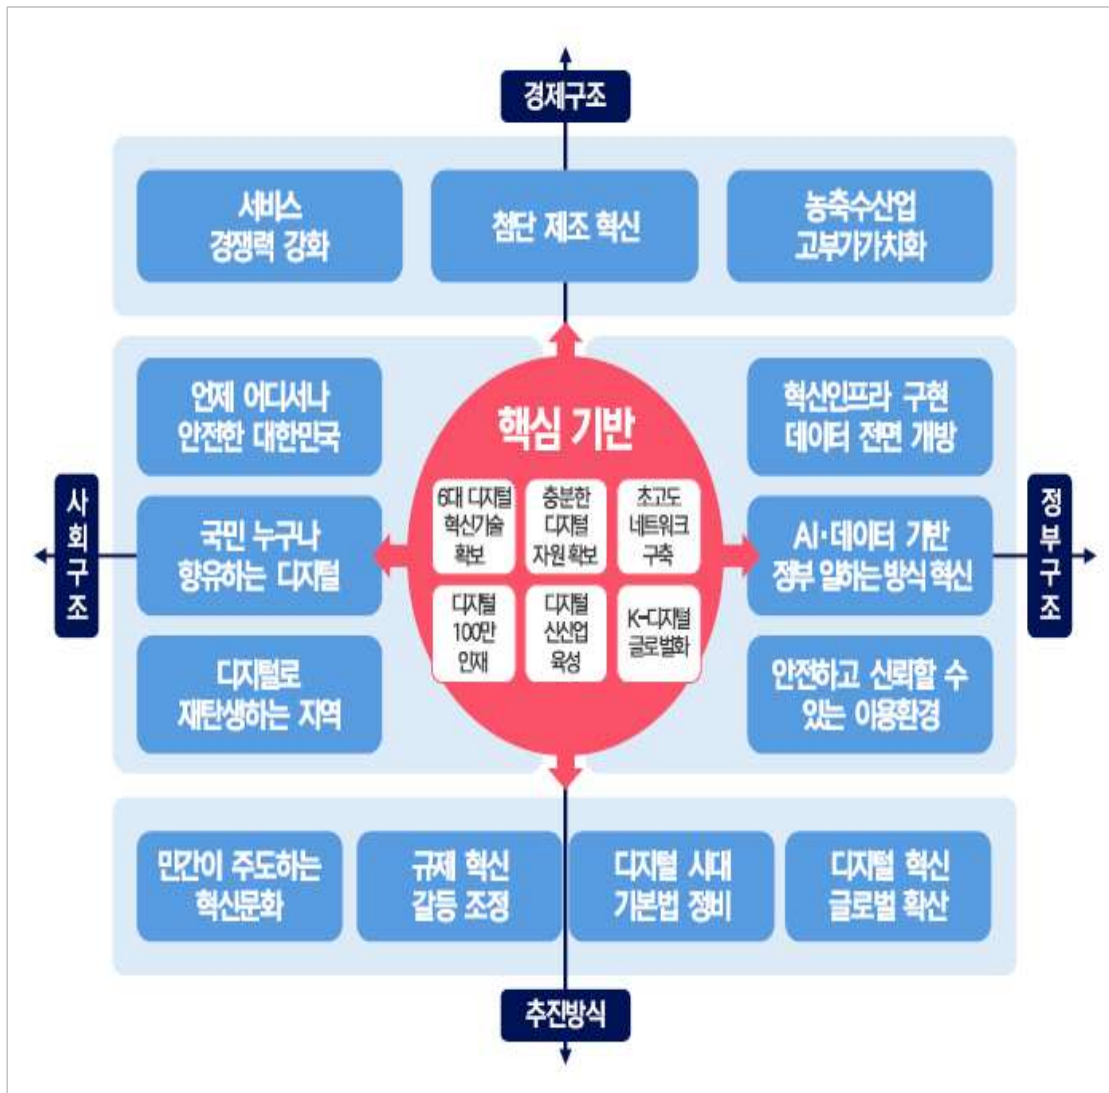 경제구조
서비스
경쟁력 강화
첨단 제조 혁신
농축수산업
고부가가치화
언제 어디서나
안전한 대한민국
국민 누구나
향유하는 디지털
디지털로
재탄생하는 지역
사회구조
핵심 기반
6대 디지털
혁신기술
확보
충분한
디지털
자원 확보
초고도
네트워크
구축
디지털
100만
인재
디지털
신산업
육성
K-디지털
글로벌화
혁신인프라 구현
데이터 전면 개방
AI·데이터 기반
정부 일하는 방식 혁신
안전하고 신뢰할 수
있는 이용환경
정부구조
민간이 주도하는
혁신문화
규제 혁신
갈등 조정
디지털 시대
기본법 정비
디지털 혁신
글로벌 확산
추진방식